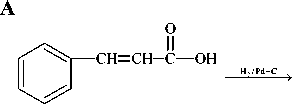 A
O
CH=CH-C-OH
H₂/Pd-C